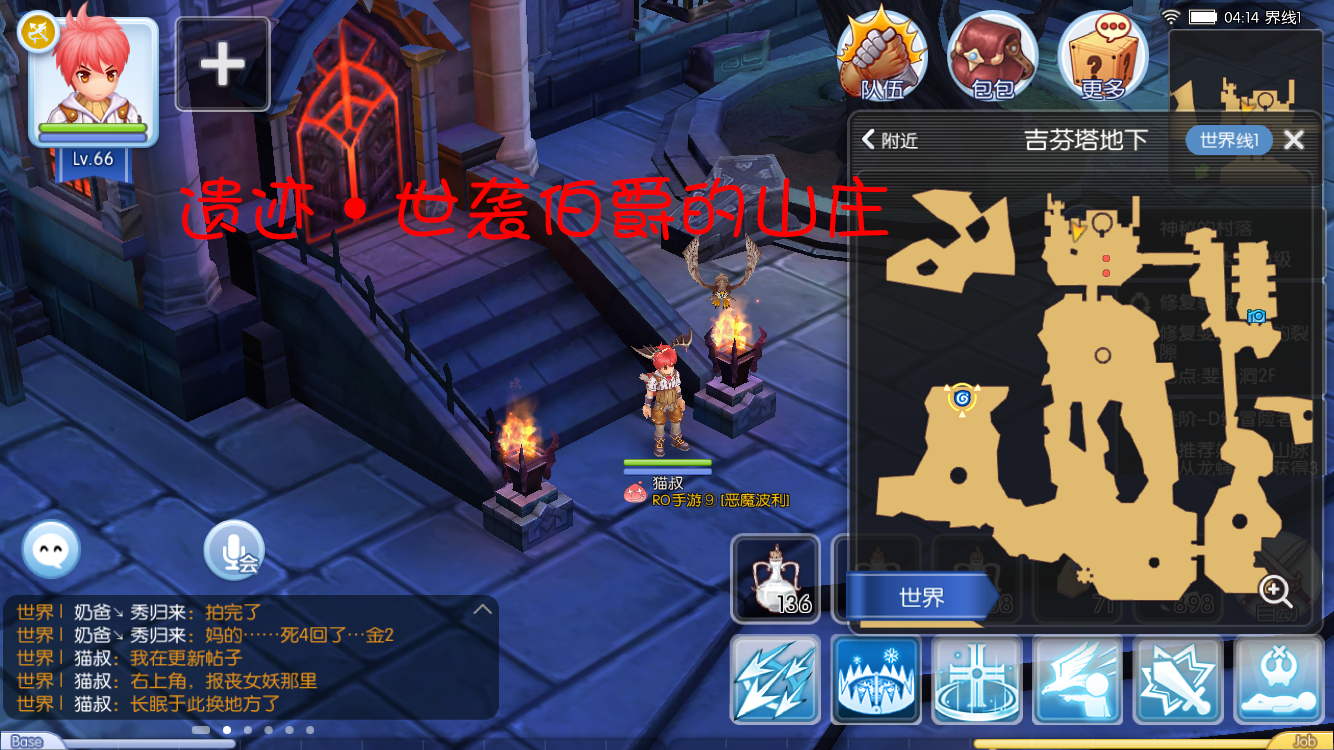 04:14 界线1
队伍
包包
更多
Lv.66
附近
吉芬塔地下
世界线1
遗迹·世袭伯爵的山庄
神秘的村落
猫叔
RO手游⑨ [恶魔波利]
会
世界 奶爸↘ 秀归来：拍完了
世界 奶爸↘ 秀归来：妈的……死4回了…金2
世界 猫叔：我在更新帖子
世界 猫叔：右上角，报丧女妖那里
世界 猫叔：长眠于此换地方了
136
世界
71
898
自动
Base
Job